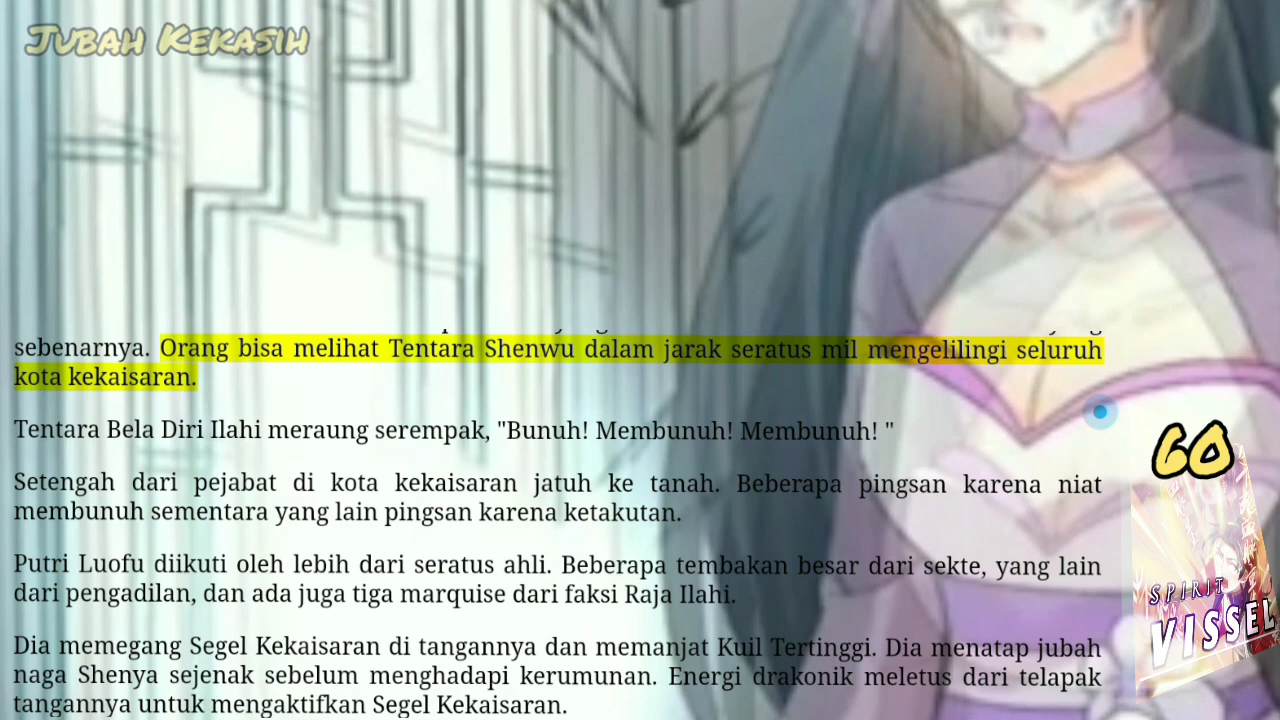 Jubah Kekasih
sebenarnya. Orang bisa melihat Tentara Shenwu dalam jarak seratus mil mengelilingi seluruh
kota kekaisaran.
Tentara Bela Diri Ilahi meraung serempak, "Bunuh! Membunuh! Membunuh! "
Setengah dari pejabat di kota kekaisaran jatuh ke tanah. Beberapa pingsan karena niat
membunuh sementara yang lain pingsan karena ketakutan.
Putri Luofu diikuti oleh lebih dari seratus ahli. Beberapa tembakan besar dari sekte, yang lain
dari pengadilan, dan ada juga tiga marquise dari faksi Raja Ilahi.
Dia memegang Segel Kekaisaran di tangannya dan memanjat Kuil Tertinggi. Dia menatap jubah
naga Shenya sejenak sebelum menghadapi kerumunan. Energi drakonik meletus dari telapak
tangannya untuk mengaktifkan Segel Kekaisaran.
60
SPIRIT
VISSEL